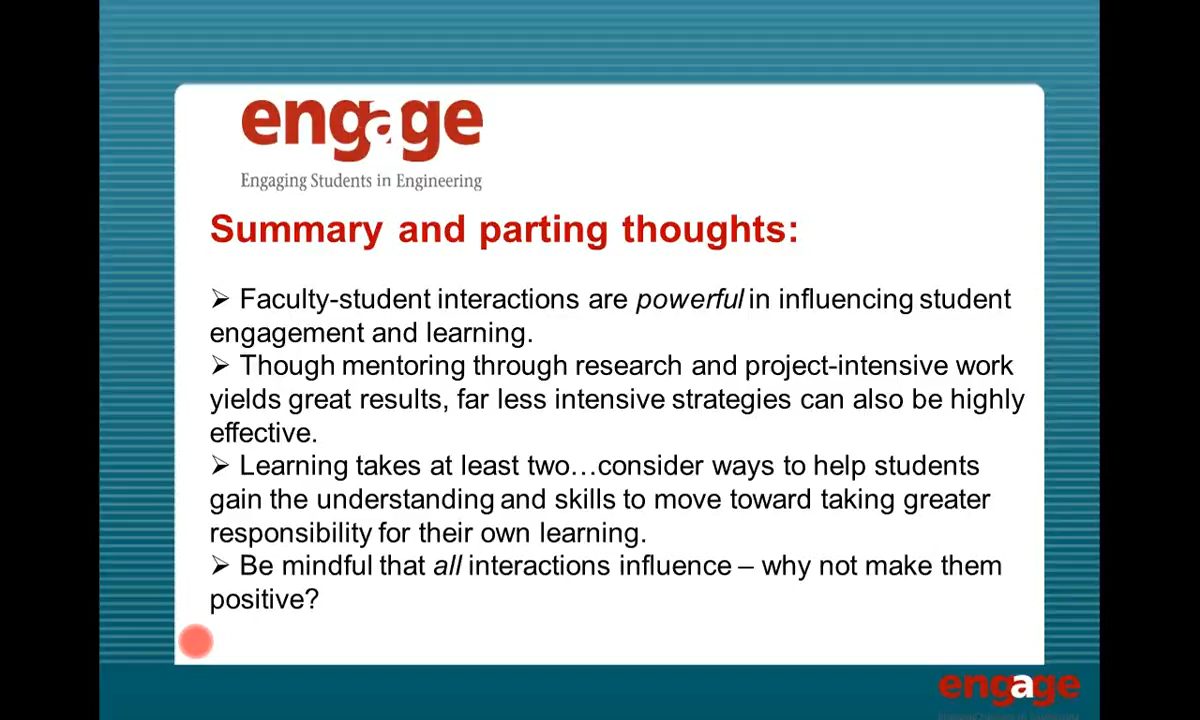 engage
Engaging Students in Engineering
Summary and parting thoughts:
➢ Faculty-student interactions are powerful in influencing student
engagement and learning.
➢ Though mentoring through research and project-intensive work
yields great results, far less intensive strategies can also be highly
effective.
➢ Learning takes at least two…consider ways to help students
gain the understanding and skills to move toward taking greater
responsibility for their own learning.
➢ Be mindful that all interactions influence – why not make them
positive?
engage